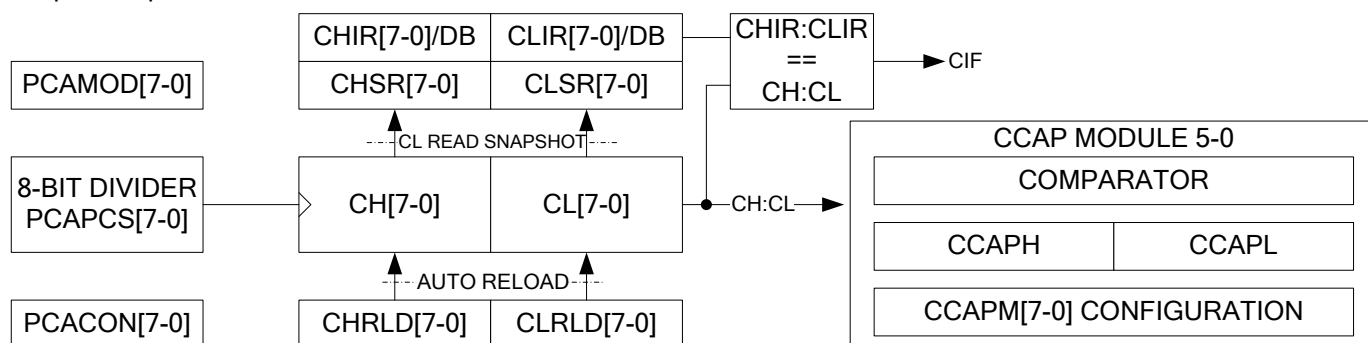 CHIR[7-0]/DB CLIR[7-0]/DB
CHIR:CLIR
==
CH:CL
CIF
PCAMOD[7-0]
CHSR[7-0] CLSR[7-0]
CL READ SNAPSHOT
8-BIT DIVIDER
PCAPCS[7-0]
CH[7-0] CL[7-0]
CH:CL
AUTO RELOAD
PCACON[7-0]
CHRLD[7-0] CLRLD[7-0]
CCAP MODULE 5-0
COMPARATOR
CCAPH CCAPL
CCAPM[7-0] CONFIGURATION